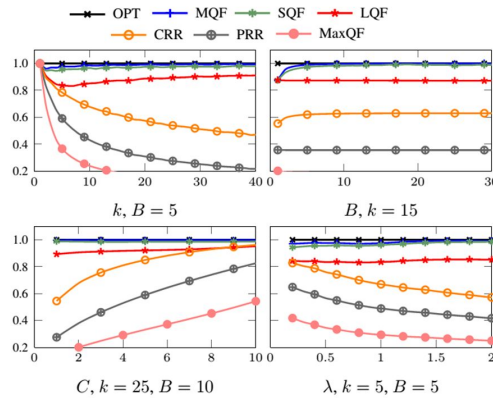 OPT MQF SQF LQF
CRR PRR MaxQF
1.0
0.8
0.6
0.4
0.2
0 10 20 30 40
k, B = 5
0 10 20 30
B, k = 15
1.0
0.8
0.6
0.4
0.2
0 2 4 6 8 10
C, k = 25, B = 10
0.5 1 1.5 2
λ, k = 5, B = 5